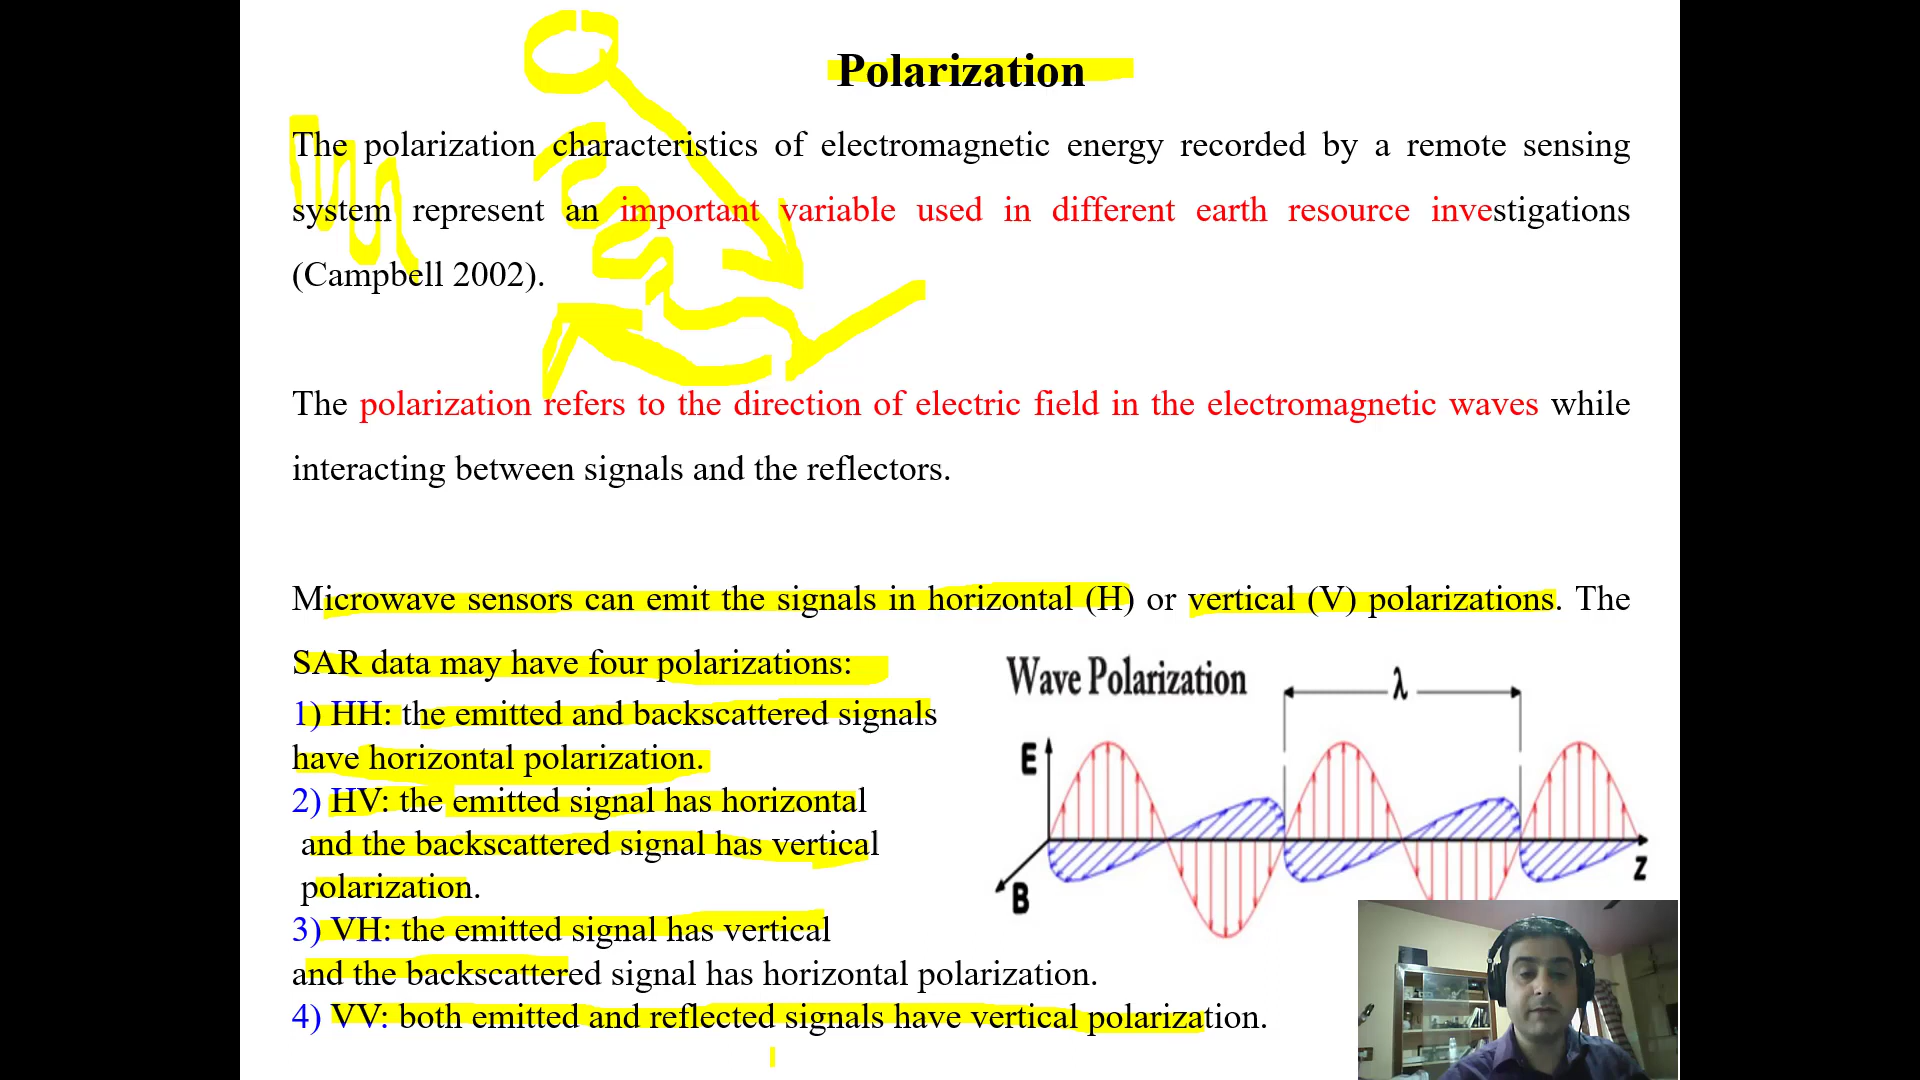 Polarization
The polarization characteristics of electromagnetic energy recorded by a remote sensing
system represent an important variable used in different earth resource investigations
(Campbell 2002).
The polarization refers to the direction of electric field in the electromagnetic waves while
interacting between signals and the reflectors.
Microwave sensors can emit the signals in horizontal (H) or vertical (V) polarizations. The
SAR data may have four polarizations:
1) HH: the emitted and backscattered signals
have horizontal polarization.
2) HV: the emitted signal has horizontal
and the backscattered signal has vertical
polarization.
3) VH: the emitted signal has vertical
and the backscattered signal has horizontal polarization.
4) VV: both emitted and reflected signals have vertical polarization.
Wave Polarization
λ
E
B
Z